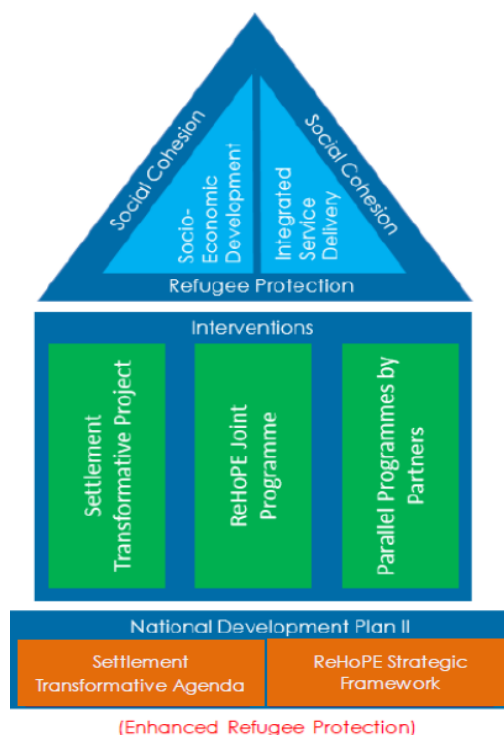 Social Cohesion
Social Cohesion
Socio-
Economic
Development
Integrated
Service
Delivery
Refugee Protection
Interventions
Settlement
Transformative Project
ReHoPE Joint
Programme
Parallel Programmes by
Partners
National Development Plan II
Settlement
Transformative Agenda
ReHoPE Strategic
Framework
(Enhanced Refugee Protection)